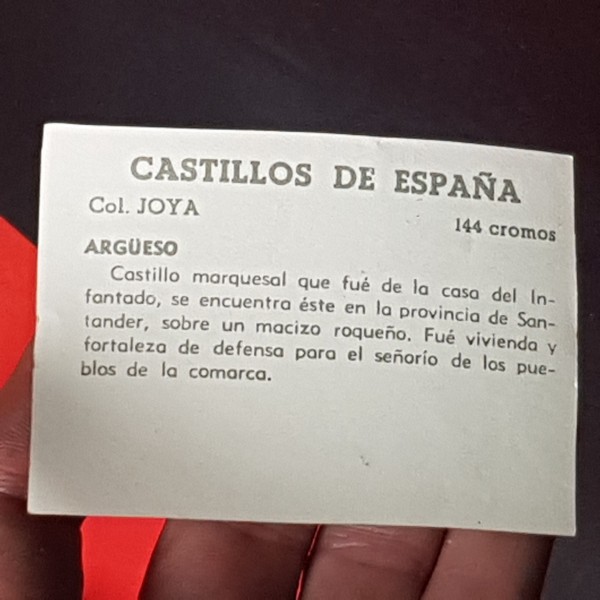 CASTILLOS DE ESPAÑA
Col. JOYA
144 cromos
ARGÜESO
Castillo marquesal que fué de la casa del In-
fantado, se encuentra éste en la provincia de San-
tander, sobre un macizo roqueño. Fué vivienda y
fortaleza de defensa para el señorío de los pue-
blos de la comarca.